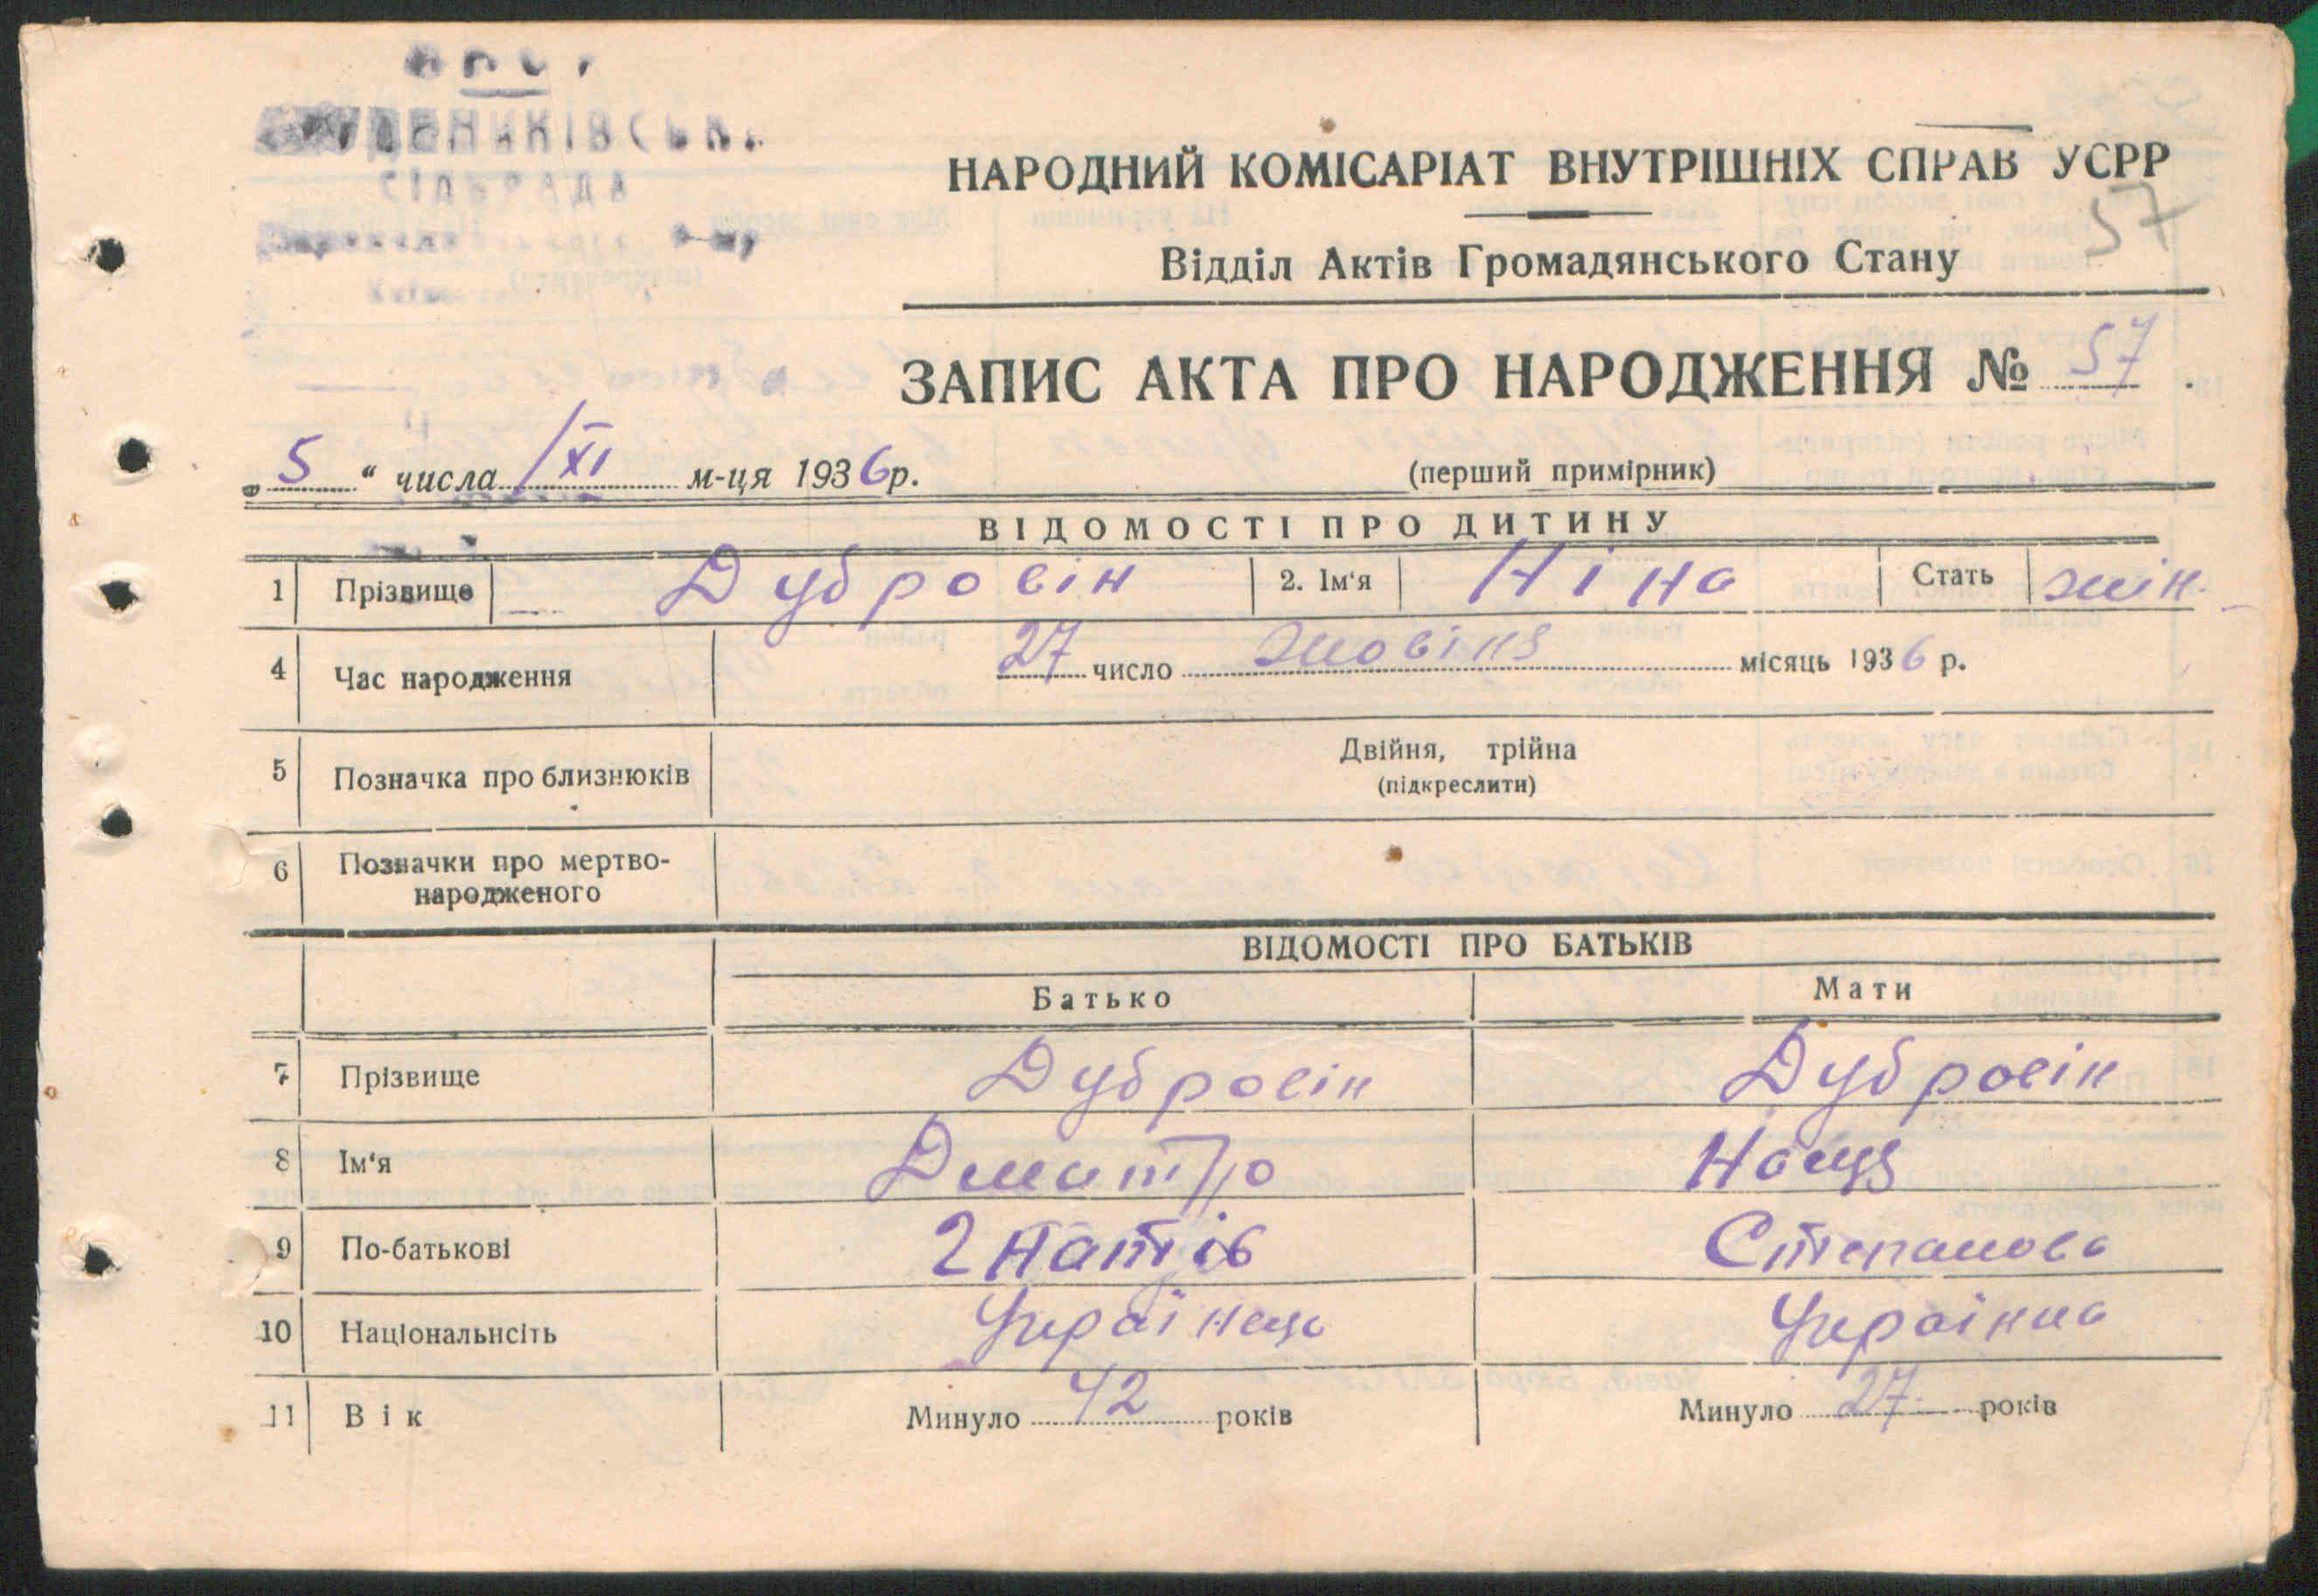 СІЛЬРАДА
НАРОДНИЙ КОМІСАРІАТ ВНУТРІШНІХ СПРАВ УСРР
57
Відділ Актів Громадянського Стану
ЗАПИС АКТА ПРО НАРОДЖЕННЯ № 57.
„5“ числа /XI м-ця 1936р. (перший примірник)
ВІДОМОСТІ ПРО ДИТИНУ
1 Прізвище Дубровін 2. Ім‘я Ніна Стать жін.
4 Час народження 27 число Жовтня місяць 1936 р.
5 Позначка про близнюків Двійня, трійна
(підкреслити)
6 Позначки про мертво-
народженого
ВІДОМОСТІ ПРО БАТЬКІВ
Батько Мати
7 Прізвище Дубровін Дубровін
8 Ім‘я Дмитро
9 По-батькові Гнатів Степанова
10 Національнсіть Українець Українка
11 Вік Минуло 42 років Минуло 27 років